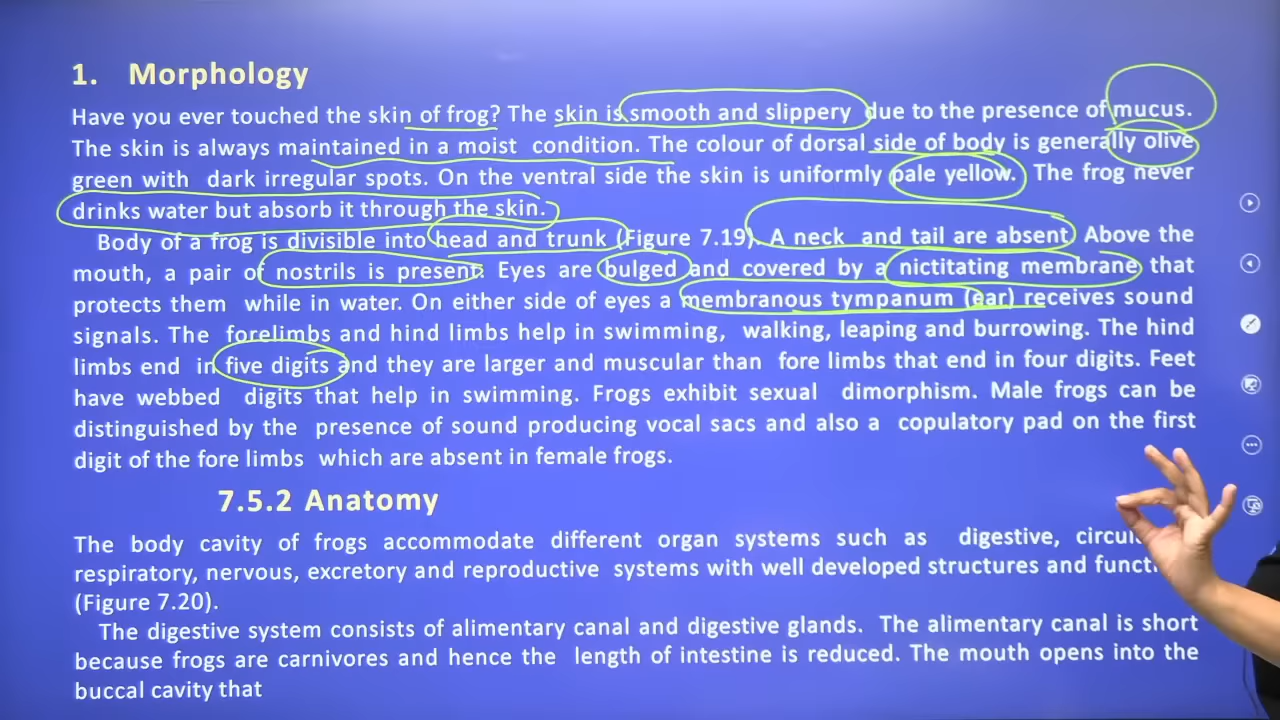 1. Morphology
Have you ever touched the skin of frog? The skin is smooth and slippery due to the presence of mucus.
The skin is always maintained in a moist condition. The colour of dorsal side of body is generally olive
green with dark irregular spots. On the ventral side the skin is uniformly pale yellow. The frog never
drinks water but absorb it through the skin.
Body of a frog is divisible into head and trunk (Figure 7.19). A neck and tail are absent. Above the
mouth, a pair of nostrils is present. Eyes are bulged and covered by a nictitating membrane that
protects them while in water. On either side of eyes a membranous tympanum (ear) receives sound
signals. The forelimbs and hind limbs help in swimming, walking, leaping and burrowing. The hind
limbs end in five digits and they are larger and muscular than fore limbs that end in four digits. Feet
have webbed digits that help in swimming. Frogs exhibit sexual dimorphism. Male frogs can be
distinguished by the presence of sound producing vocal sacs and also a copulatory pad on the first
digit of the fore limbs which are absent in female frogs.
7.5.2 Anatomy
The body cavity of frogs accommodate different organ systems such as digestive,
respiratory, nervous, excretory and reproductive systems with well developed structures and
(Figure 7.20).
The digestive system consists of alimentary canal and digestive glands. The alimentary canal is short
because frogs are carnivores and hence the length of intestine is reduced. The mouth opens into the
buccal cavity that